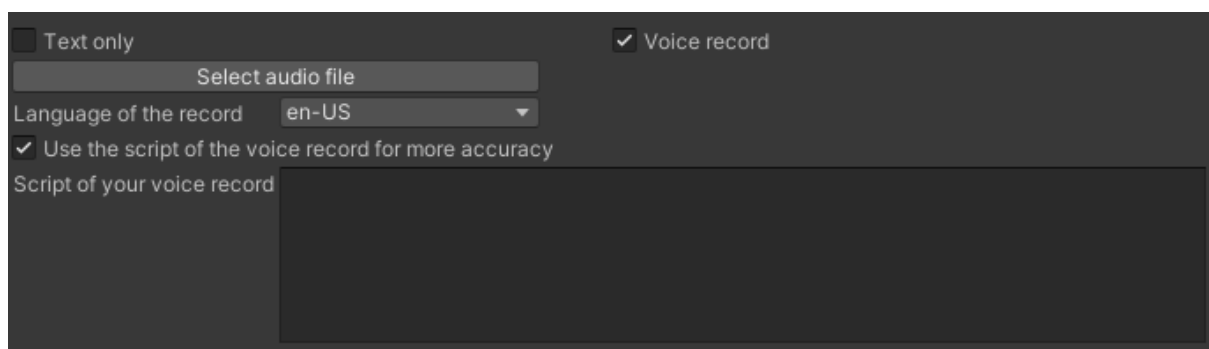 Text only Voice record
Select audio file
Language of the record en-US
Use the script of the voice record for more accuracy
Script of your voice record